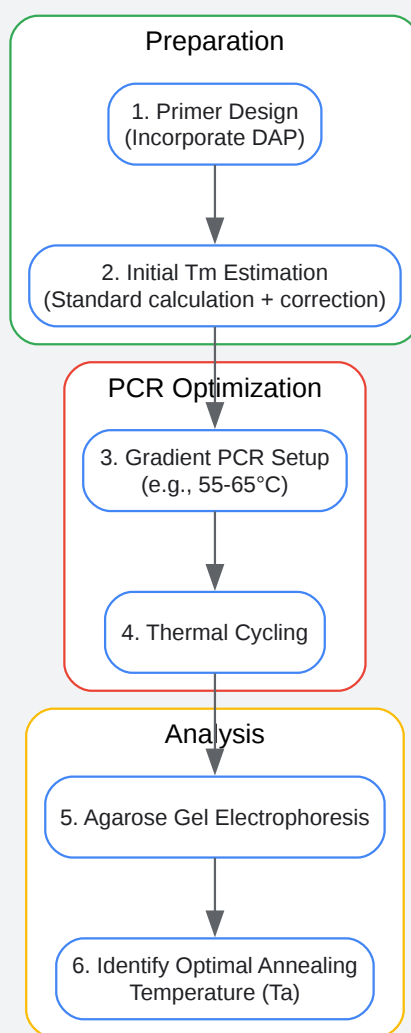 Preparation
1. Primer Design
(Incorporate DAP)
2. Initial Tm Estimation
(Standard calculation + correction)
PCR Optimization
3. Gradient PCR Setup
(e.g., 55-65°C)
4. Thermal Cycling
Analysis
5. Agarose Gel Electrophoresis
6. Identify Optimal Annealing
Temperature (Ta)